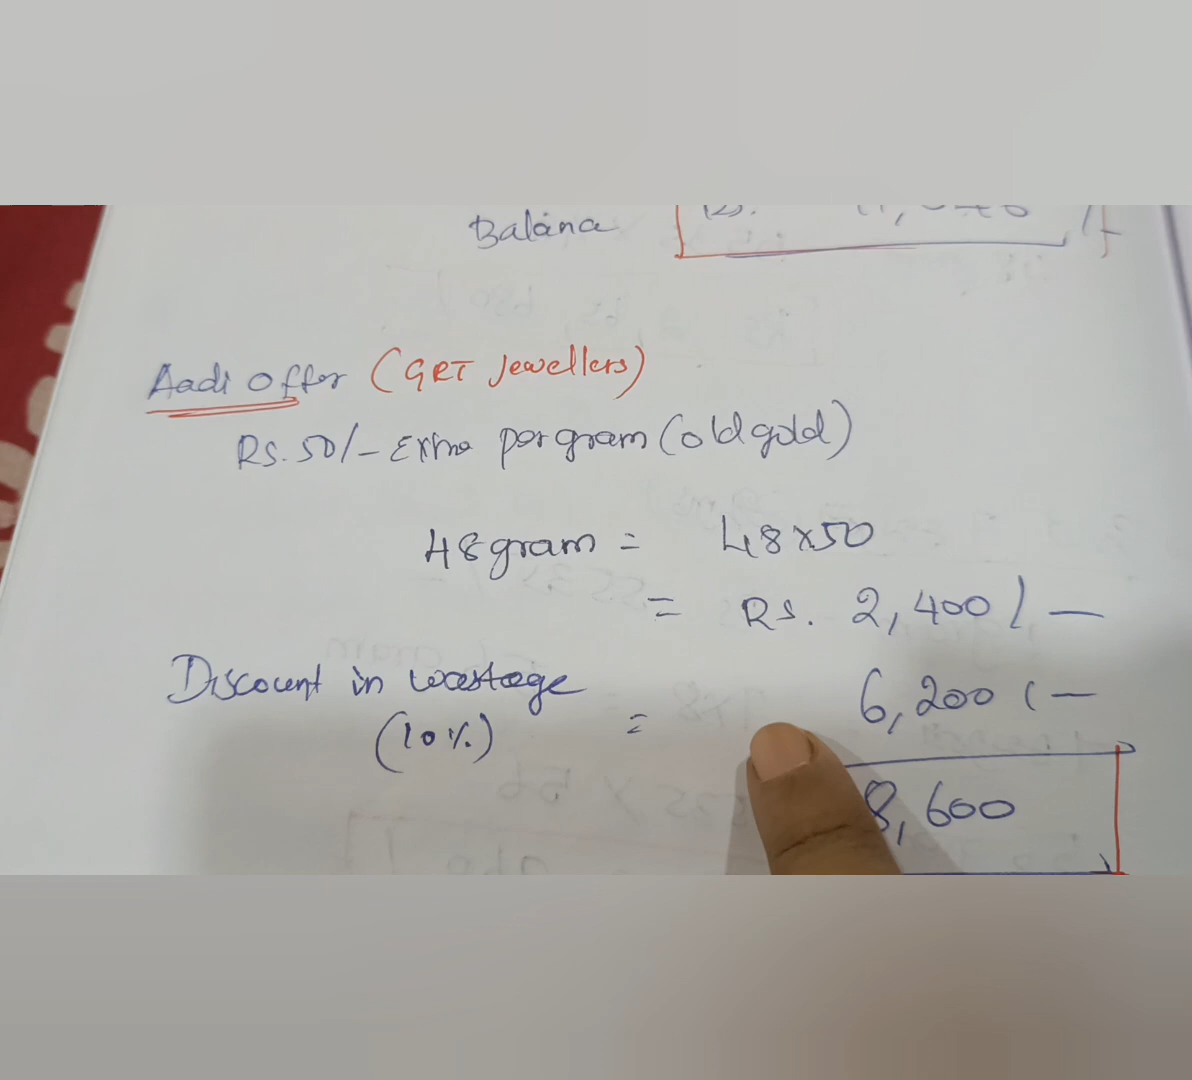 Balana
Aadi Offer (GRT Jewellers)
RS. 50/- Extra per gram (old gold)
48 gram = 48x50
= RS. 2,400/-
Discount in wastage 6,200/-
(10%) =
8,600